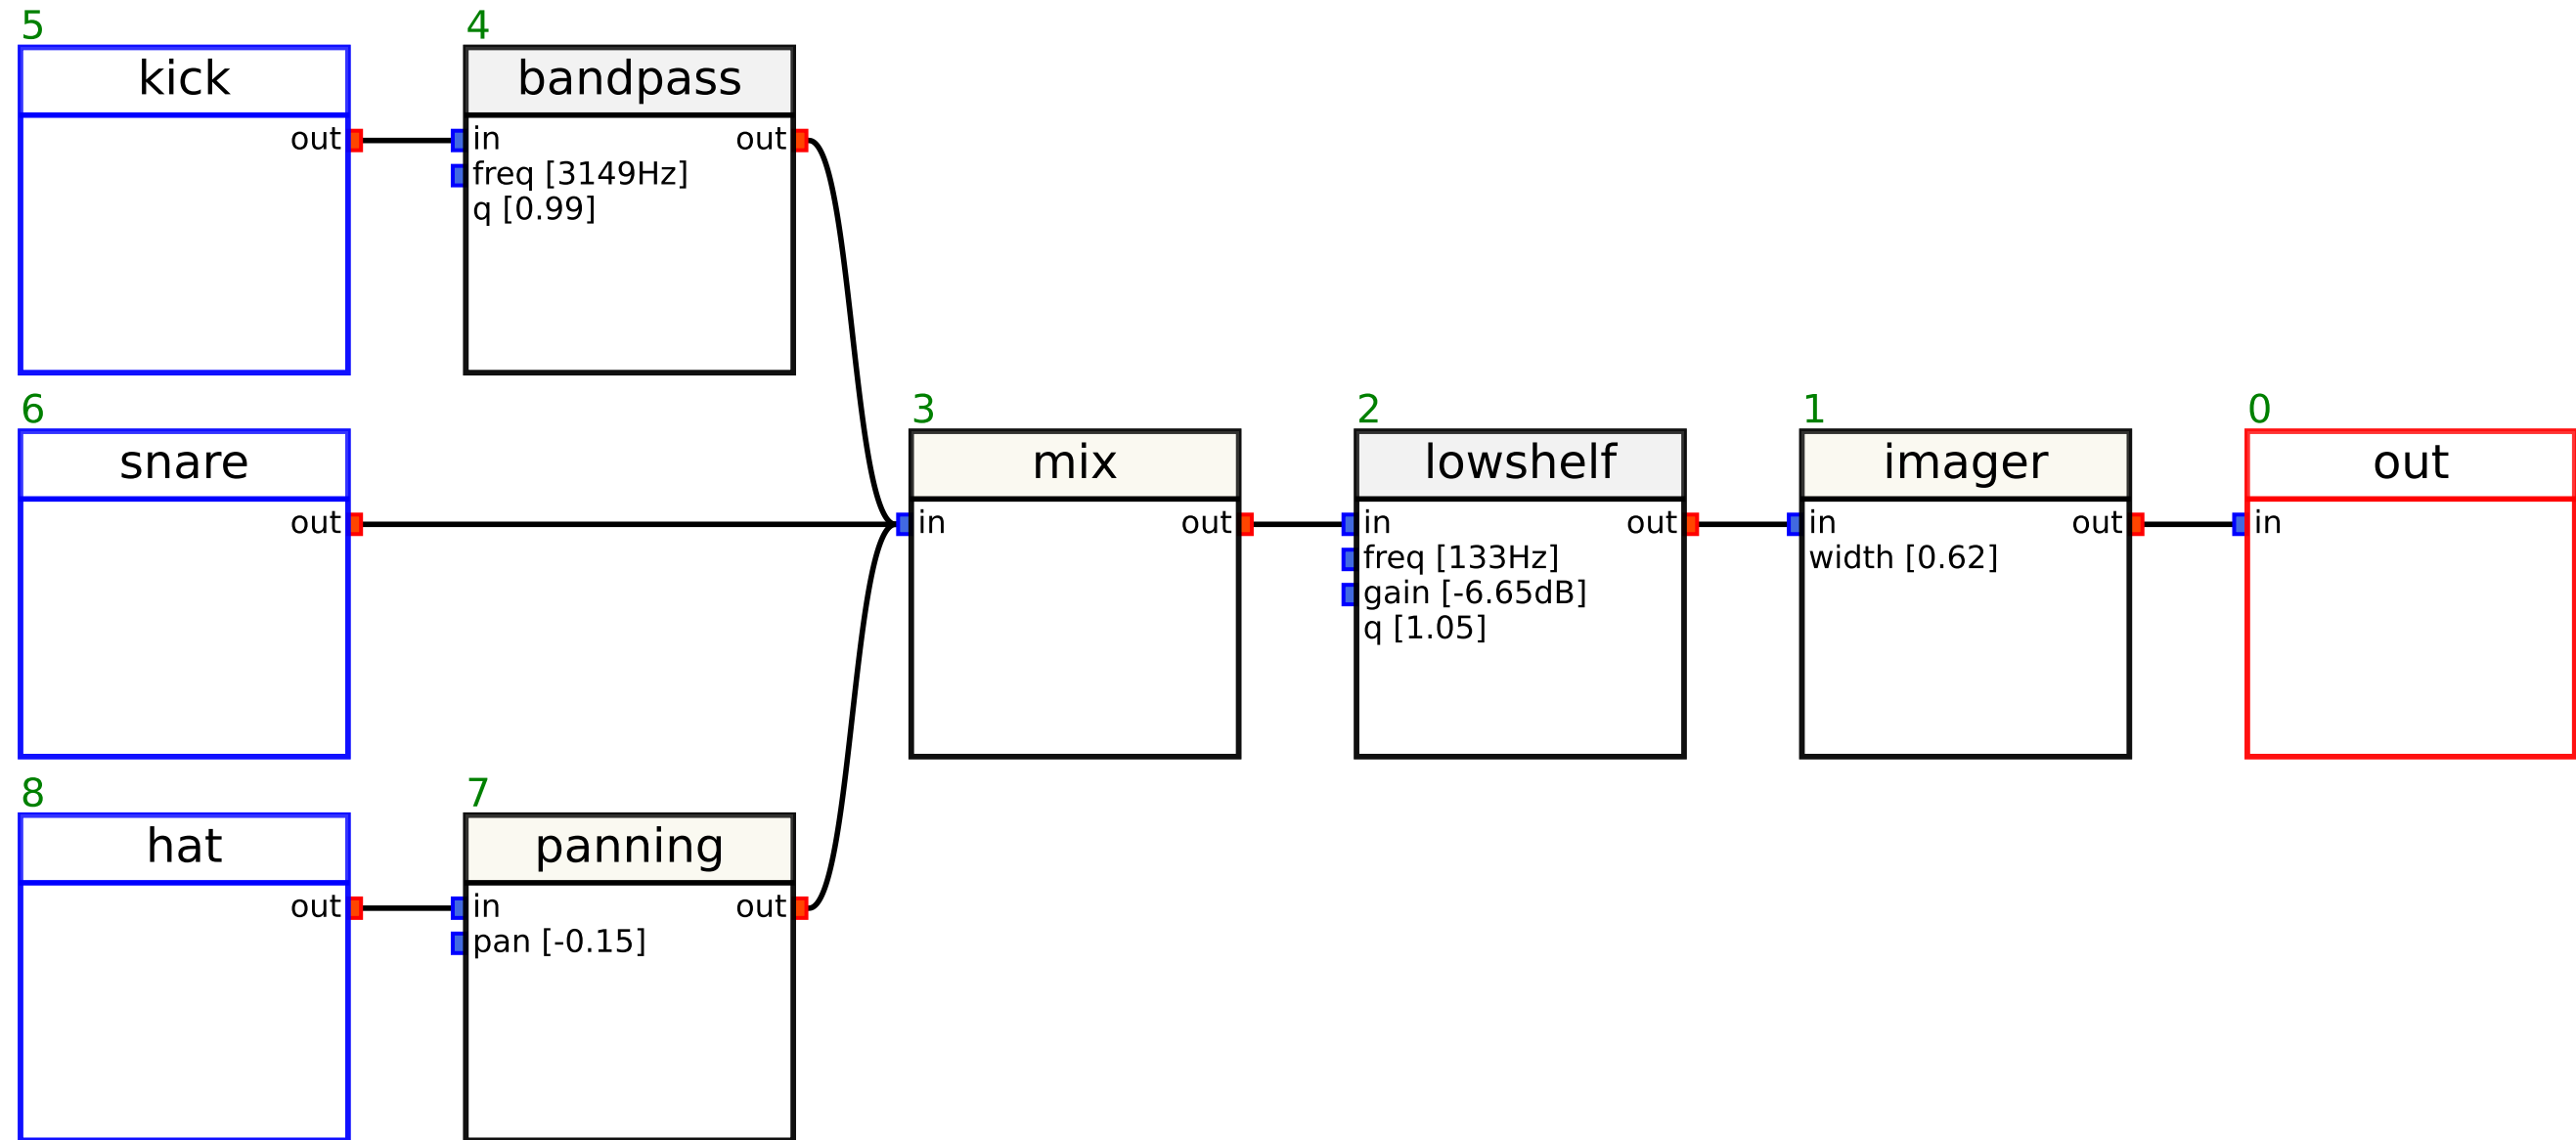 5
kick
out
4
bandpass
in out
freq [3149Hz]
q [0.99]
6
snare
out
3
mix
in out
2
lowshelf
in out
freq [133Hz]
gain [-6.65dB]
q [1.05]
1
imager
in out
width [0.62]
0
out
in
8
hat
out
7
panning
in out
pan [-0.15]